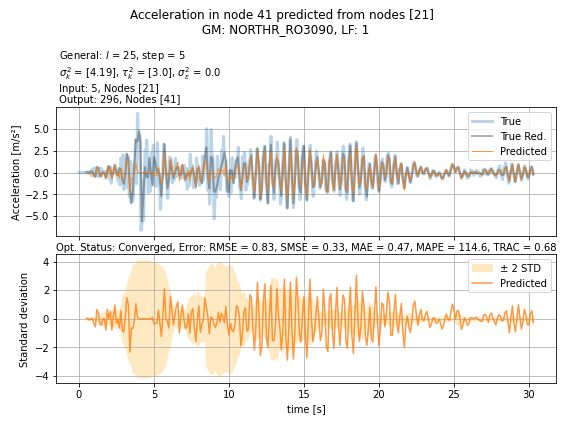 Acceleration in node 41 predicted from nodes [21]
GM: NORTHR_RO3090, LF: 1
General: l = 25, step = 5
σ²ₖ = [4.19], τ²ₖ = [3.0], σ²ε = 0.0
Input: 5, Nodes [21]
Output: 296, Nodes [41]
Acceleration [m/s²]
5.0
2.5
0.0
−2.5
−5.0
True
True Red.
Predicted
Opt. Status: Converged, Error: RMSE = 0.83, SMSE = 0.33, MAE = 0.47, MAPE = 114.6, TRAC = 0.68
Standard deviation
4
2
0
−2
−4
± 2 STD
Predicted
0 5 10 15 20 25 30
time [s]